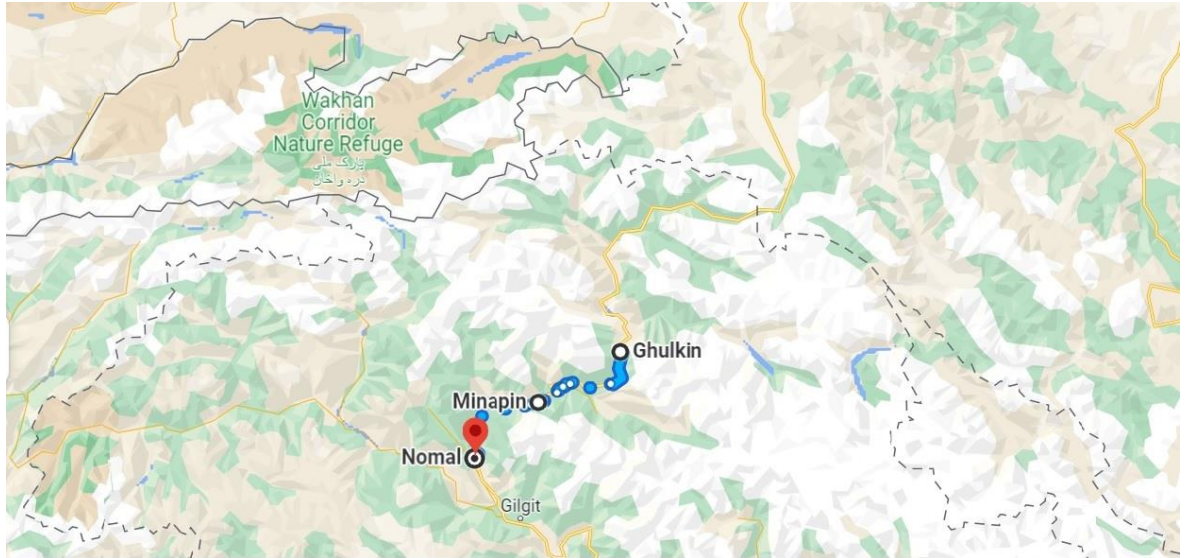 Wakhan
Corridor
Nature Refuge
پارک ملی
دره واخان
Ghulkin
Minapin
Nomal
Gilgit